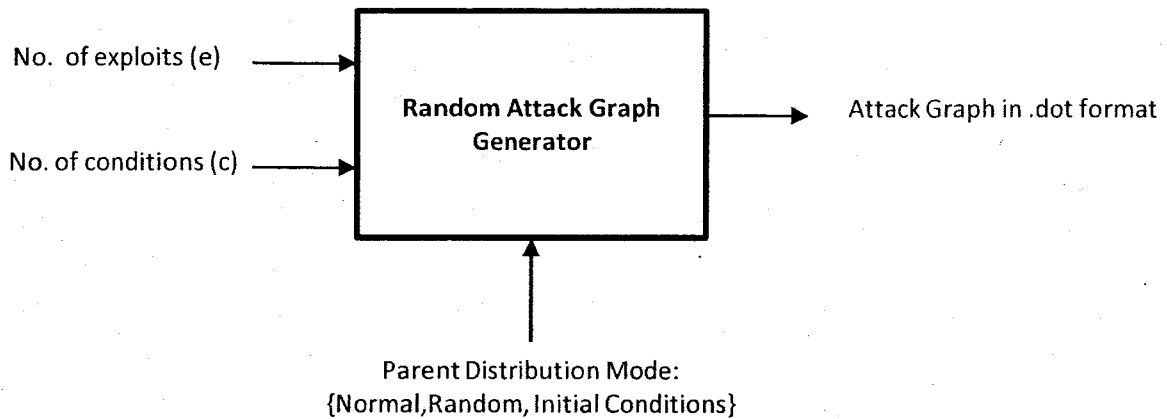 No. of exploits (e)
No. of conditions (c)
Random Attack Graph
Generator
Attack Graph in .dot format
Parent Distribution Mode:
{Normal,Random, Initial Conditions}